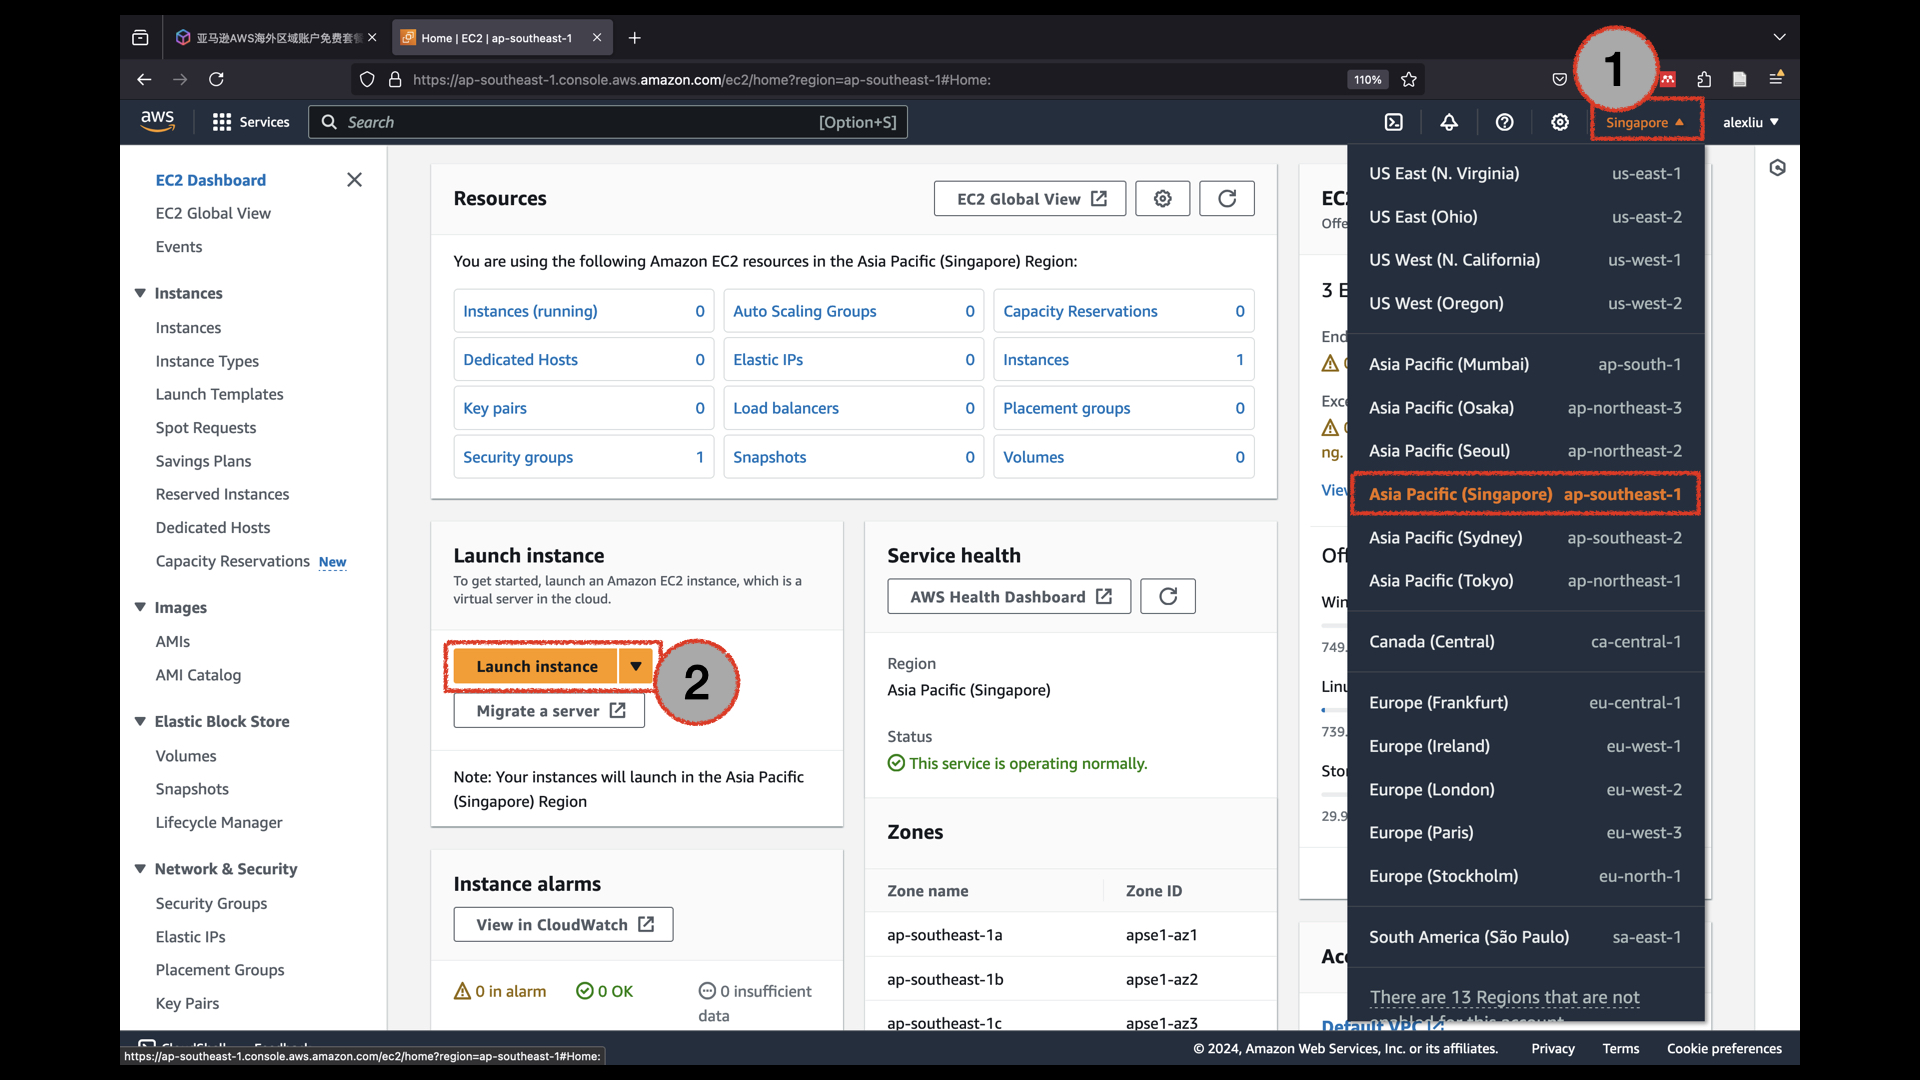 亚马逊AWS海外区域账户免费套餐
Home | EC2 | ap-southeast-1
https://ap-southeast-1.console.aws.amazon.com/ec2/home?region=ap-southeast-1#Home:
110%
1
aws
Services
Search
[Option+S]
Singapore
alexliu
EC2 Dashboard
EC2 Global View
Events
Instances
Instances
Instance Types
Launch Templates
Spot Requests
Savings Plans
Reserved Instances
Dedicated Hosts
Capacity Reservations New
Images
AMIs
AMI Catalog
Elastic Block Store
Volumes
Snapshots
Lifecycle Manager
Network & Security
Security Groups
Elastic IPs
Placement Groups
Key Pairs
Resources
EC2 Global View
You are using the following Amazon EC2 resources in the Asia Pacific (Singapore) Region:
Instances (running) 0
Auto Scaling Groups 0
Capacity Reservations 0
Dedicated Hosts 0
Elastic IPs 0
Instances 1
Key pairs 0
Load balancers 0
Placement groups 0
Security groups 1
Snapshots 0
Volumes 0
Launch instance
To get started, launch an Amazon EC2 instance, which is a
virtual server in the cloud.
Launch instance
2
Migrate a server
Note: Your instances will launch in the Asia Pacific
(Singapore) Region
Instance alarms
View in CloudWatch
0 in alarm
0 OK
0 insufficient
data
Service health
AWS Health Dashboard
Region
Asia Pacific (Singapore)
Status
This service is operating normally.
Zones
Zone name Zone ID
ap-southeast-1a apse1-az1
ap-southeast-1b apse1-az2
ap-southeast-1c apse1-az3
EC2
Offe
3 E
End
Exce
ng.
View
Off
Win
749.
Linu
739.
Stor
29.9
Acc
Default VPC
US East (N. Virginia) us-east-1
US East (Ohio) us-east-2
US West (N. California) us-west-1
US West (Oregon) us-west-2
Asia Pacific (Mumbai) ap-south-1
Asia Pacific (Osaka) ap-northeast-3
Asia Pacific (Seoul) ap-northeast-2
Asia Pacific (Singapore) ap-southeast-1
Asia Pacific (Sydney) ap-southeast-2
Asia Pacific (Tokyo) ap-northeast-1
Canada (Central) ca-central-1
Europe (Frankfurt) eu-central-1
Europe (Ireland) eu-west-1
Europe (London) eu-west-2
Europe (Paris) eu-west-3
Europe (Stockholm) eu-north-1
South America (São Paulo) sa-east-1
There are 13 Regions that are not
enabled for this account
CloudShell Feedback
https://ap-southeast-1.console.aws.amazon.com/ec2/home?region=ap-southeast-1#Home:
© 2024, Amazon Web Services, Inc. or its affiliates.
Privacy
Terms
Cookie preferences